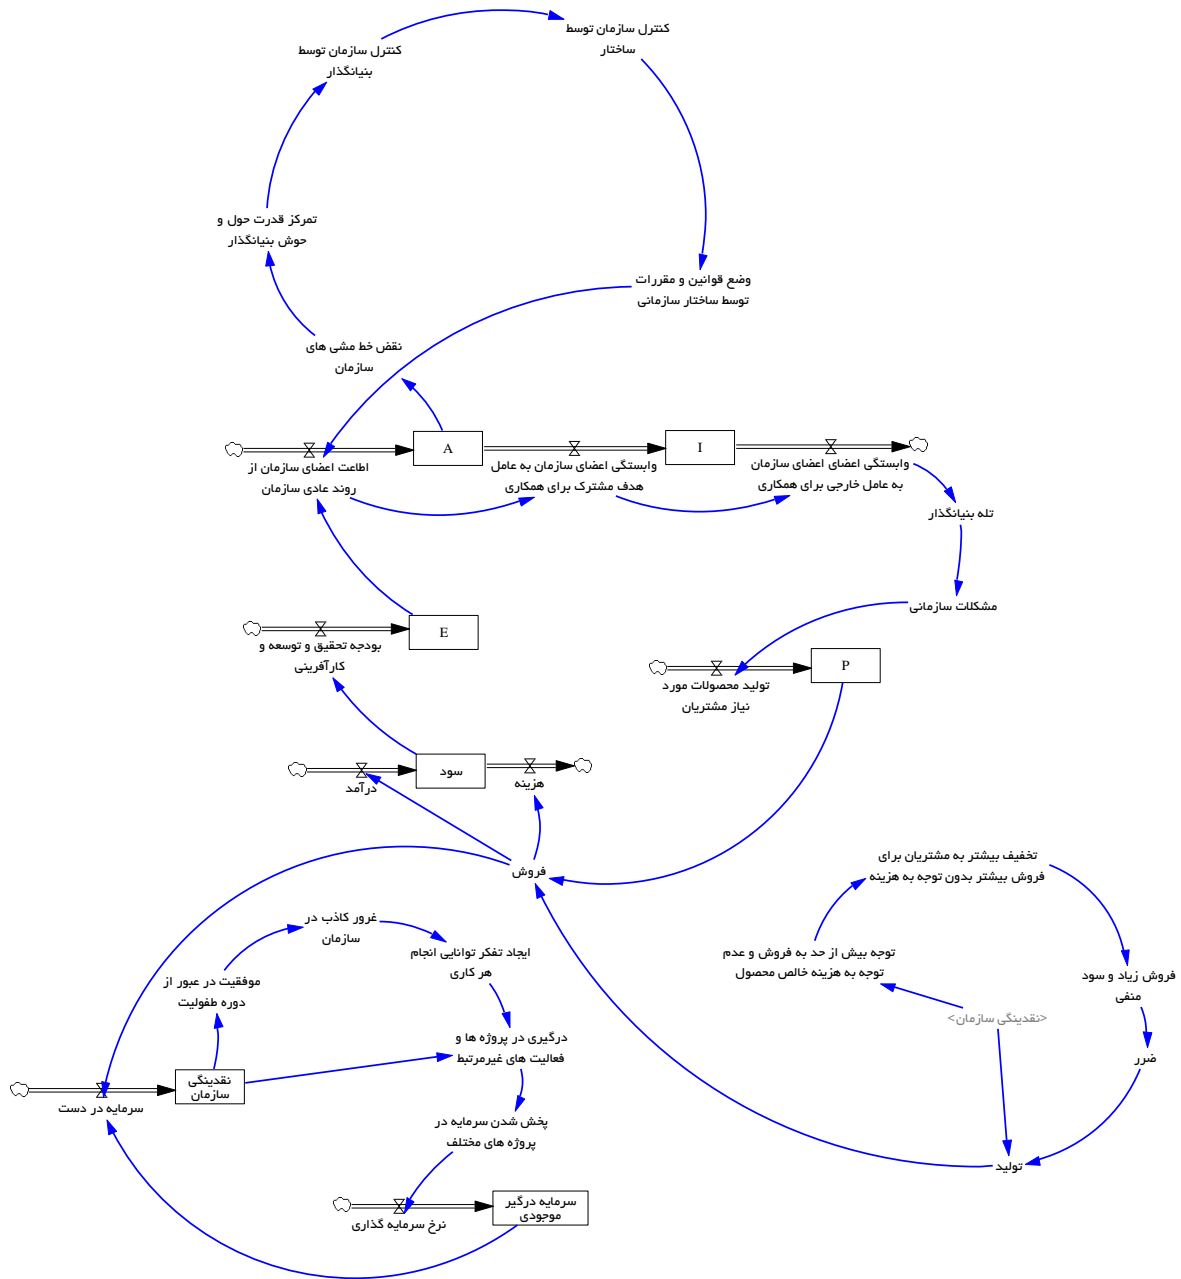 کنترل سازمان توسط
ساختار
کنترل سازمان توسط
بنیانگذار
تمرکز قدرت حول و
حوش بنیانگذار
وضع قوانین و مقررات
توسط ساختار سازمانی
نقض خط مشی های
سازمان
A
I
اطاعت اعضای سازمان از
روند عادی سازمان
وابستگی اعضای سازمان به عامل
هدف مشترک برای همکاری
وابستگی اعضای اعضای سازمان
به عامل خارجی برای همکاری
تله بنیانگذار
مشکلات سازمانی
E
بودجه تحقیق و توسعه و
کارآفرینی
P
تولید محصولات مورد
نیاز مشتریان
سود
درآمد
هزینه
فروش
تخفیف بیشتر به مشتریان برای
فروش بیشتر بدون توجه به هزینه
غرور کاذب در
سازمان
ایجاد تفکر توانایی انجام
هر کاری
توجه بیش از حد به فروش و عدم
توجه به هزینه خالص محصول
موفقیت در عبور از
دوره طفولیت
فروش زیاد و سود
منفی
<نقدینگی سازمان>
درگیری در پروژه ها و
فعالیت های غیرمرتبط
ضرر
نقدینگی
سازمان
سرمایه در دست
پخش شدن سرمایه در
پروژه های مختلف
تولید
سرمایه درگیر
موجودی
نرخ سرمایه گذاری